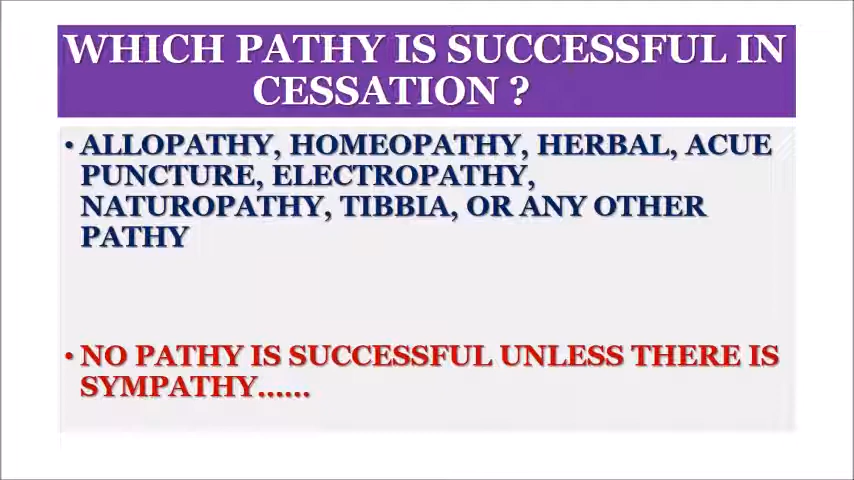 WHICH PATHY IS SUCCESSFUL IN
CESSATION ?
• ALLOPATHY, HOMEOPATHY, HERBAL, ACUE
PUNCTURE, ELECTROPATHY,
NATUROPATHY, TIBBIA, OR ANY OTHER
PATHY
• NO PATHY IS SUCCESSFUL UNLESS THERE IS
SYMPATHY……